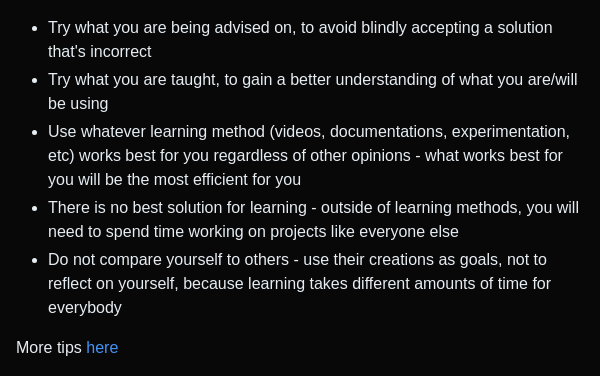 • Try what you are being advised on, to avoid blindly accepting a solution
that's incorrect
• Try what you are taught, to gain a better understanding of what you are/will
be using
• Use whatever learning method (videos, documentations, experimentation,
etc) works best for you regardless of other opinions - what works best for
you will be the most efficient for you
• There is no best solution for learning - outside of learning methods, you will
need to spend time working on projects like everyone else
• Do not compare yourself to others - use their creations as goals, not to
reflect on yourself, because learning takes different amounts of time for
everybody
More tips here